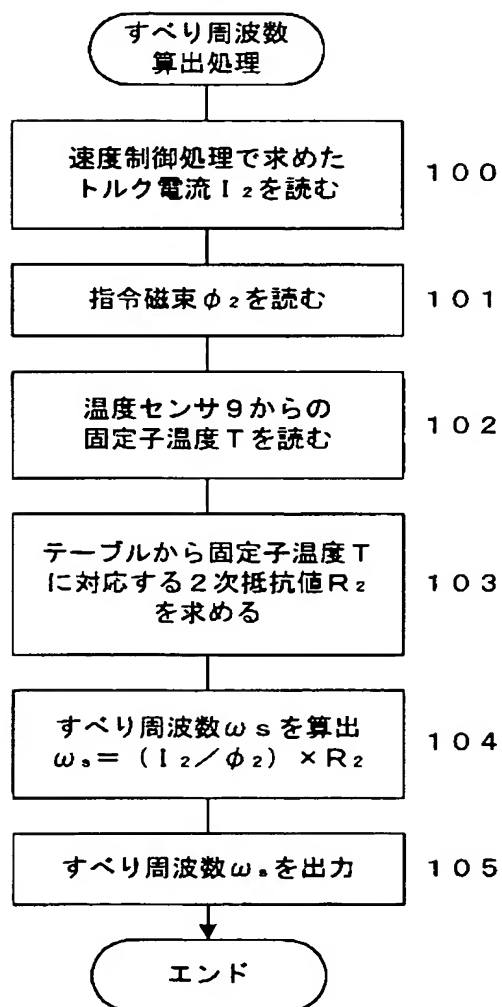 すべり周波数
算出処理
速度制御処理で求めた
トルク電流I₂を読む
100
指令磁束φ₂を読む
101
温度センサ9からの
固定子温度Tを読む
102
テーブルから固定子温度T
に対応する2次抵抗値R₂
を求める
103
すべり周波数ωsを算出
ωₛ=(I₂/φ₂)×R₂
104
すべり周波数ωₛを出力
105
エンド